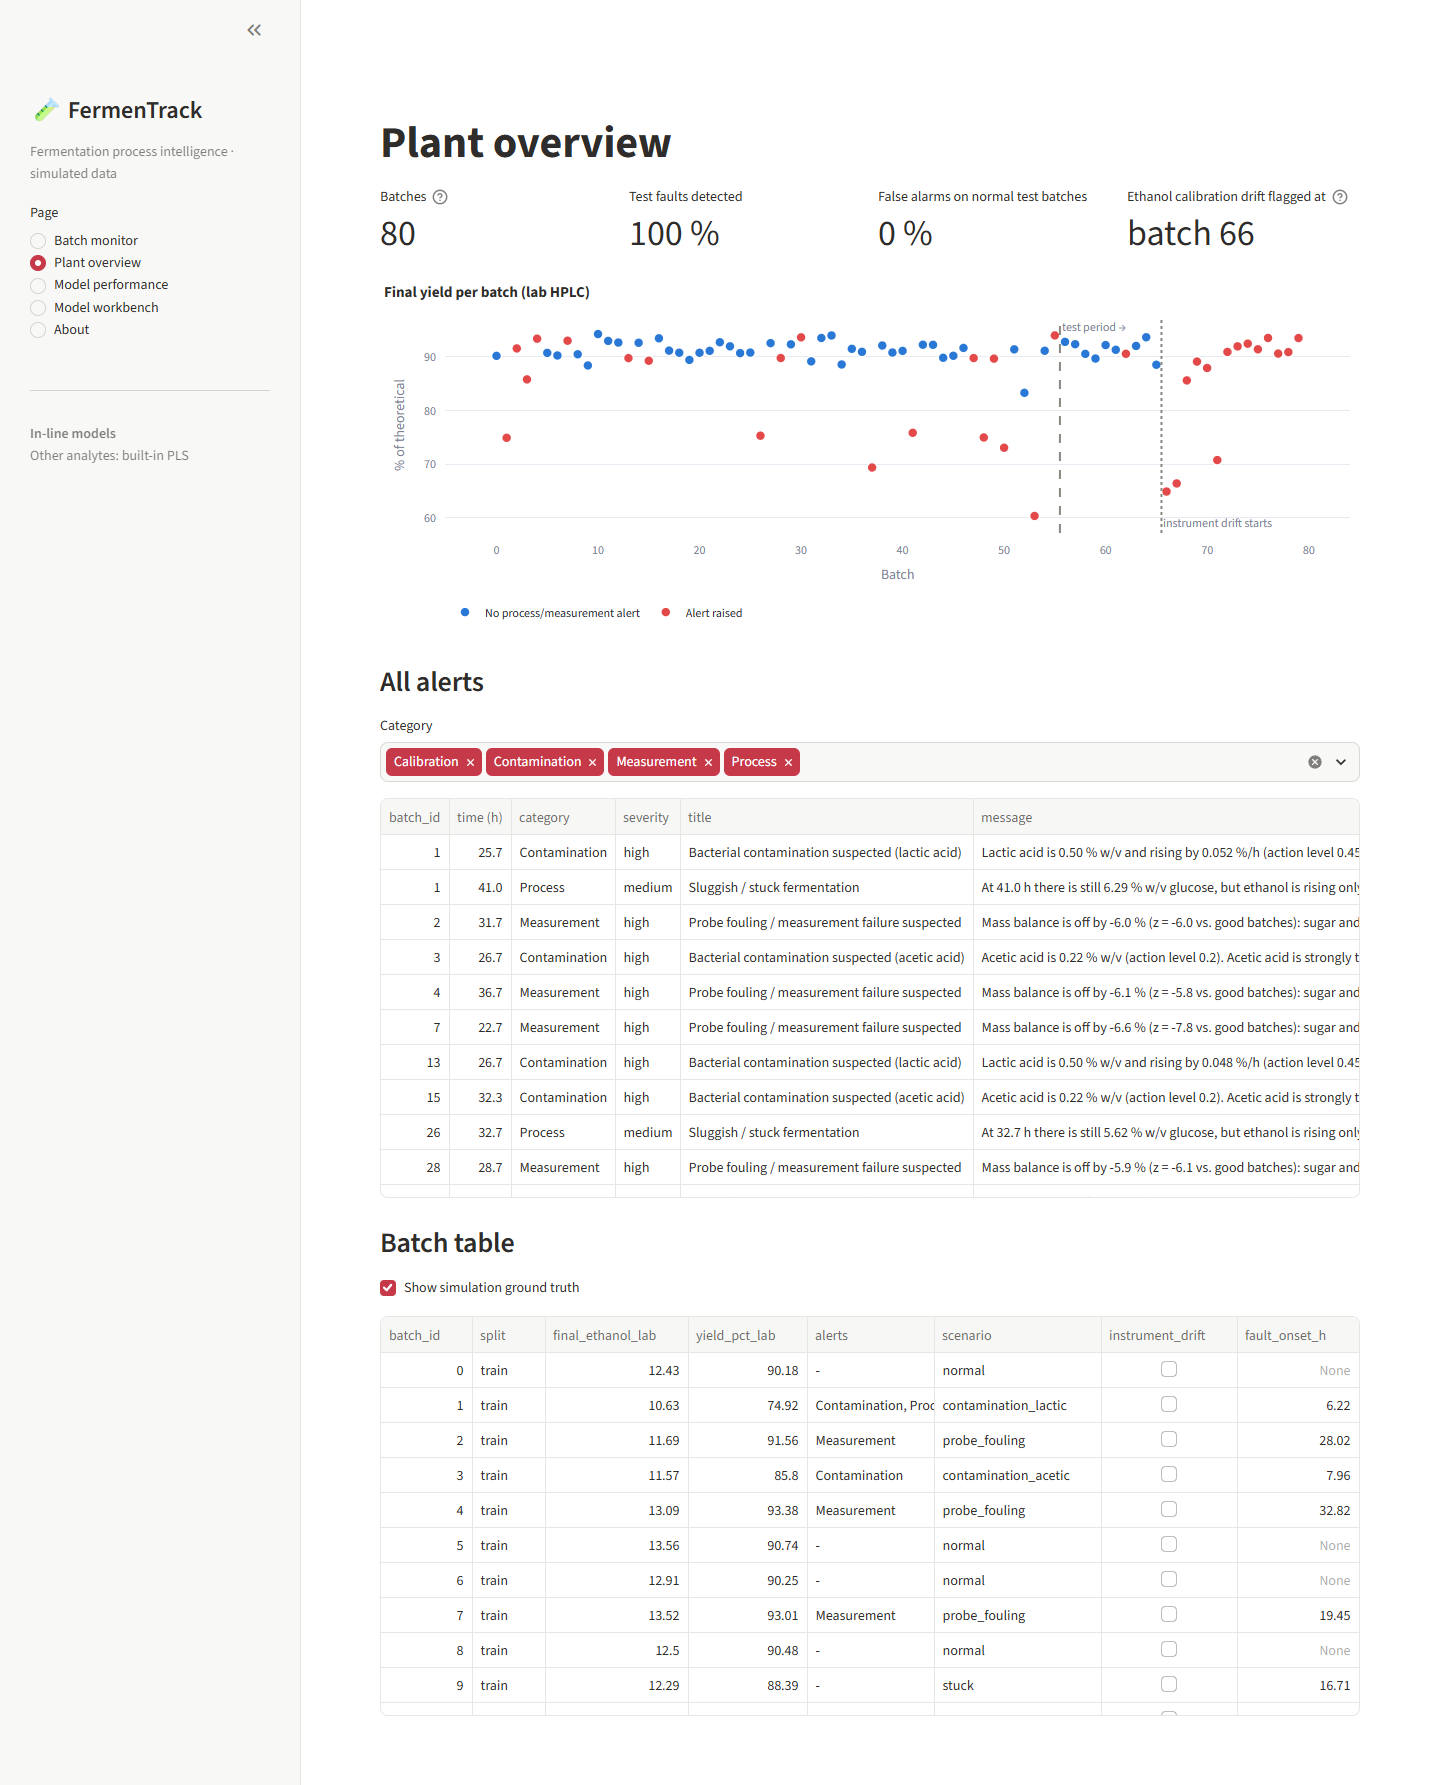 FermenTrack
Fermentation process intelligence ·
simulated data
Page
Batch monitor
Plant overview
Model performance
Model workbench
About
In-line models
Other analytes: built-in PLS
Plant overview
Batches
80
Test faults detected
100 %
False alarms on normal test batches
0 %
Ethanol calibration drift flagged at
batch 66
Final yield per batch (lab HPLC)
test period →
instrument drift starts
% of theoretical
90
80
70
60
0 10 20 30 40 50 60 70 80
Batch
No process/measurement alert Alert raised
All alerts
Category
Calibration × Contamination × Measurement × Process ×
batch_id time (h) category severity title message
1 25.7 Contamination high Bacterial contamination suspected (lactic acid) Lactic acid is 0.50 % w/v and rising by 0.052 %/h (action level 0.45
1 41.0 Process medium Sluggish / stuck fermentation At 41.0 h there is still 6.29 % w/v glucose, but ethanol is rising only
2 31.7 Measurement high Probe fouling / measurement failure suspected Mass balance is off by -6.0 % (z = -6.0 vs. good batches): sugar and
3 26.7 Contamination high Bacterial contamination suspected (acetic acid) Acetic acid is 0.22 % w/v (action level 0.2). Acetic acid is strongly t
4 36.7 Measurement high Probe fouling / measurement failure suspected Mass balance is off by -6.1 % (z = -5.8 vs. good batches): sugar and
7 22.7 Measurement high Probe fouling / measurement failure suspected Mass balance is off by -6.6 % (z = -7.8 vs. good batches): sugar and
13 26.7 Contamination high Bacterial contamination suspected (lactic acid) Lactic acid is 0.50 % w/v and rising by 0.048 %/h (action level 0.45
15 32.3 Contamination high Bacterial contamination suspected (acetic acid) Acetic acid is 0.22 % w/v (action level 0.2). Acetic acid is strongly t
26 32.7 Process medium Sluggish / stuck fermentation At 32.7 h there is still 5.62 % w/v glucose, but ethanol is rising only
28 28.7 Measurement high Probe fouling / measurement failure suspected Mass balance is off by -5.9 % (z = -6.1 vs. good batches): sugar and
Batch table
Show simulation ground truth
batch_id split final_ethanol_lab yield_pct_lab alerts scenario instrument_drift fault_onset_h
0 train 12.43 90.18 - normal None
1 train 10.63 74.92 Contamination, Proc contamination_lactic 6.22
2 train 11.69 91.56 Measurement probe_fouling 28.02
3 train 11.57 85.8 Contamination contamination_acetic 7.96
4 train 13.09 93.38 Measurement probe_fouling 32.82
5 train 13.56 90.74 - normal None
6 train 12.91 90.25 - normal None
7 train 13.52 93.01 Measurement probe_fouling 19.45
8 train 12.5 90.48 - normal None
9 train 12.29 88.39 - stuck 16.71